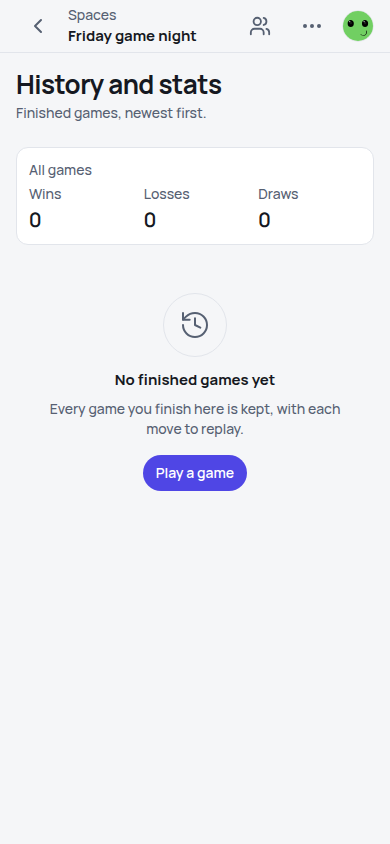 Spaces
Friday game night
History and stats
Finished games, newest first.
All games
Wins Losses Draws
0 0 0
No finished games yet
Every game you finish here is kept, with each
move to replay.
Play a game